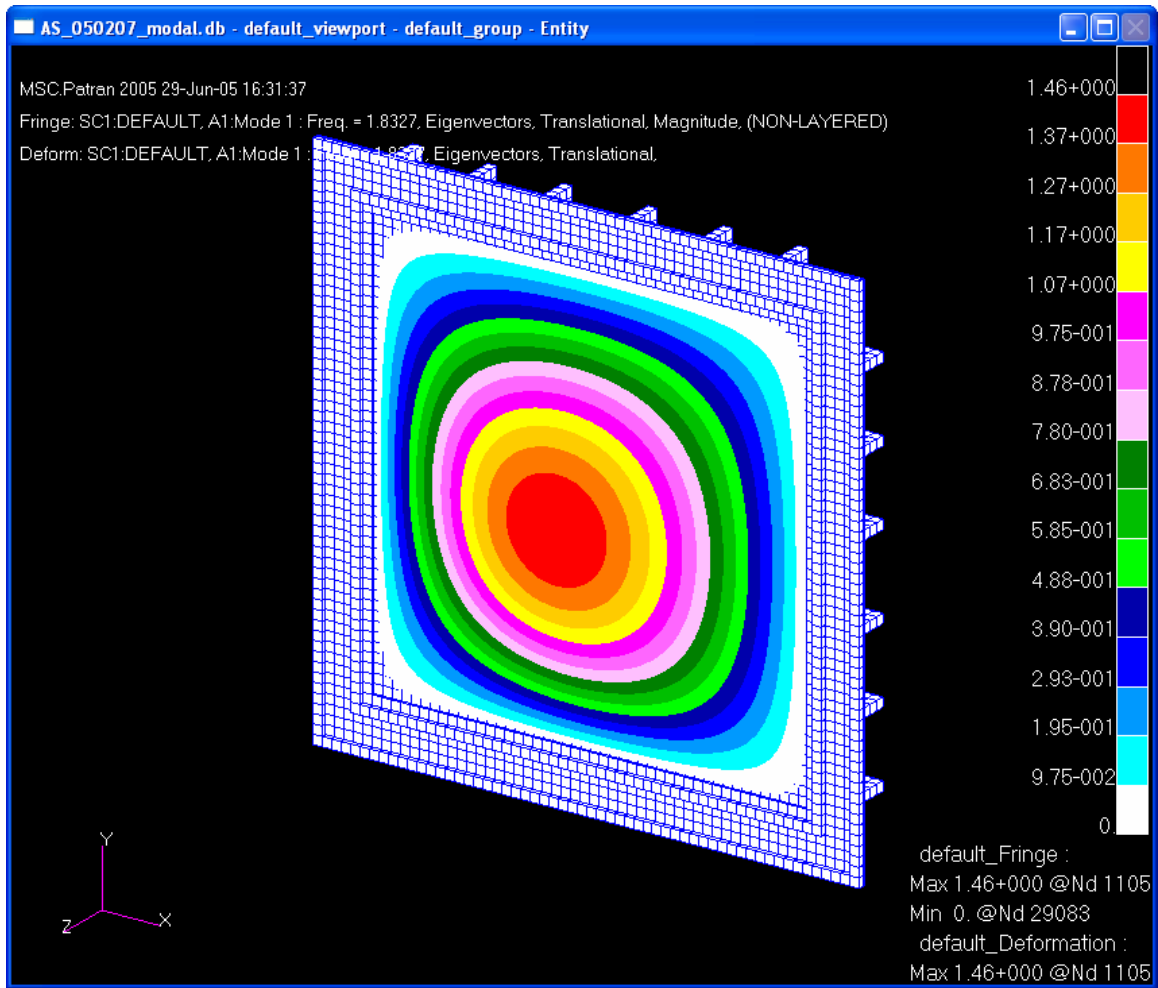 AS_050207_modal.db - default_viewport - default_group - Entity
MSC.Patran 2005 29-Jun-05 16:31:37
Fringe: SC1:DEFAULT, A1:Mode 1 : Freq. = 1.8327, Eigenvectors, Translational, Magnitude, (NON-LAYERED)
Deform: SC1:DEFAULT, A1:Mode 1 : Eigenvectors, Translational,
1.46+000
1.37+000
1.27+000
1.17+000
1.07+000
9.75-001
8.78-001
7.80-001
6.83-001
5.85-001
4.88-001
3.90-001
2.93-001
1.95-001
9.75-002
0.
default_Fringe :
Max 1.46+000 @Nd 1105
Min 0. @Nd 29083
default_Deformation :
Max 1.46+000 @Nd 1105
Y
Z
X